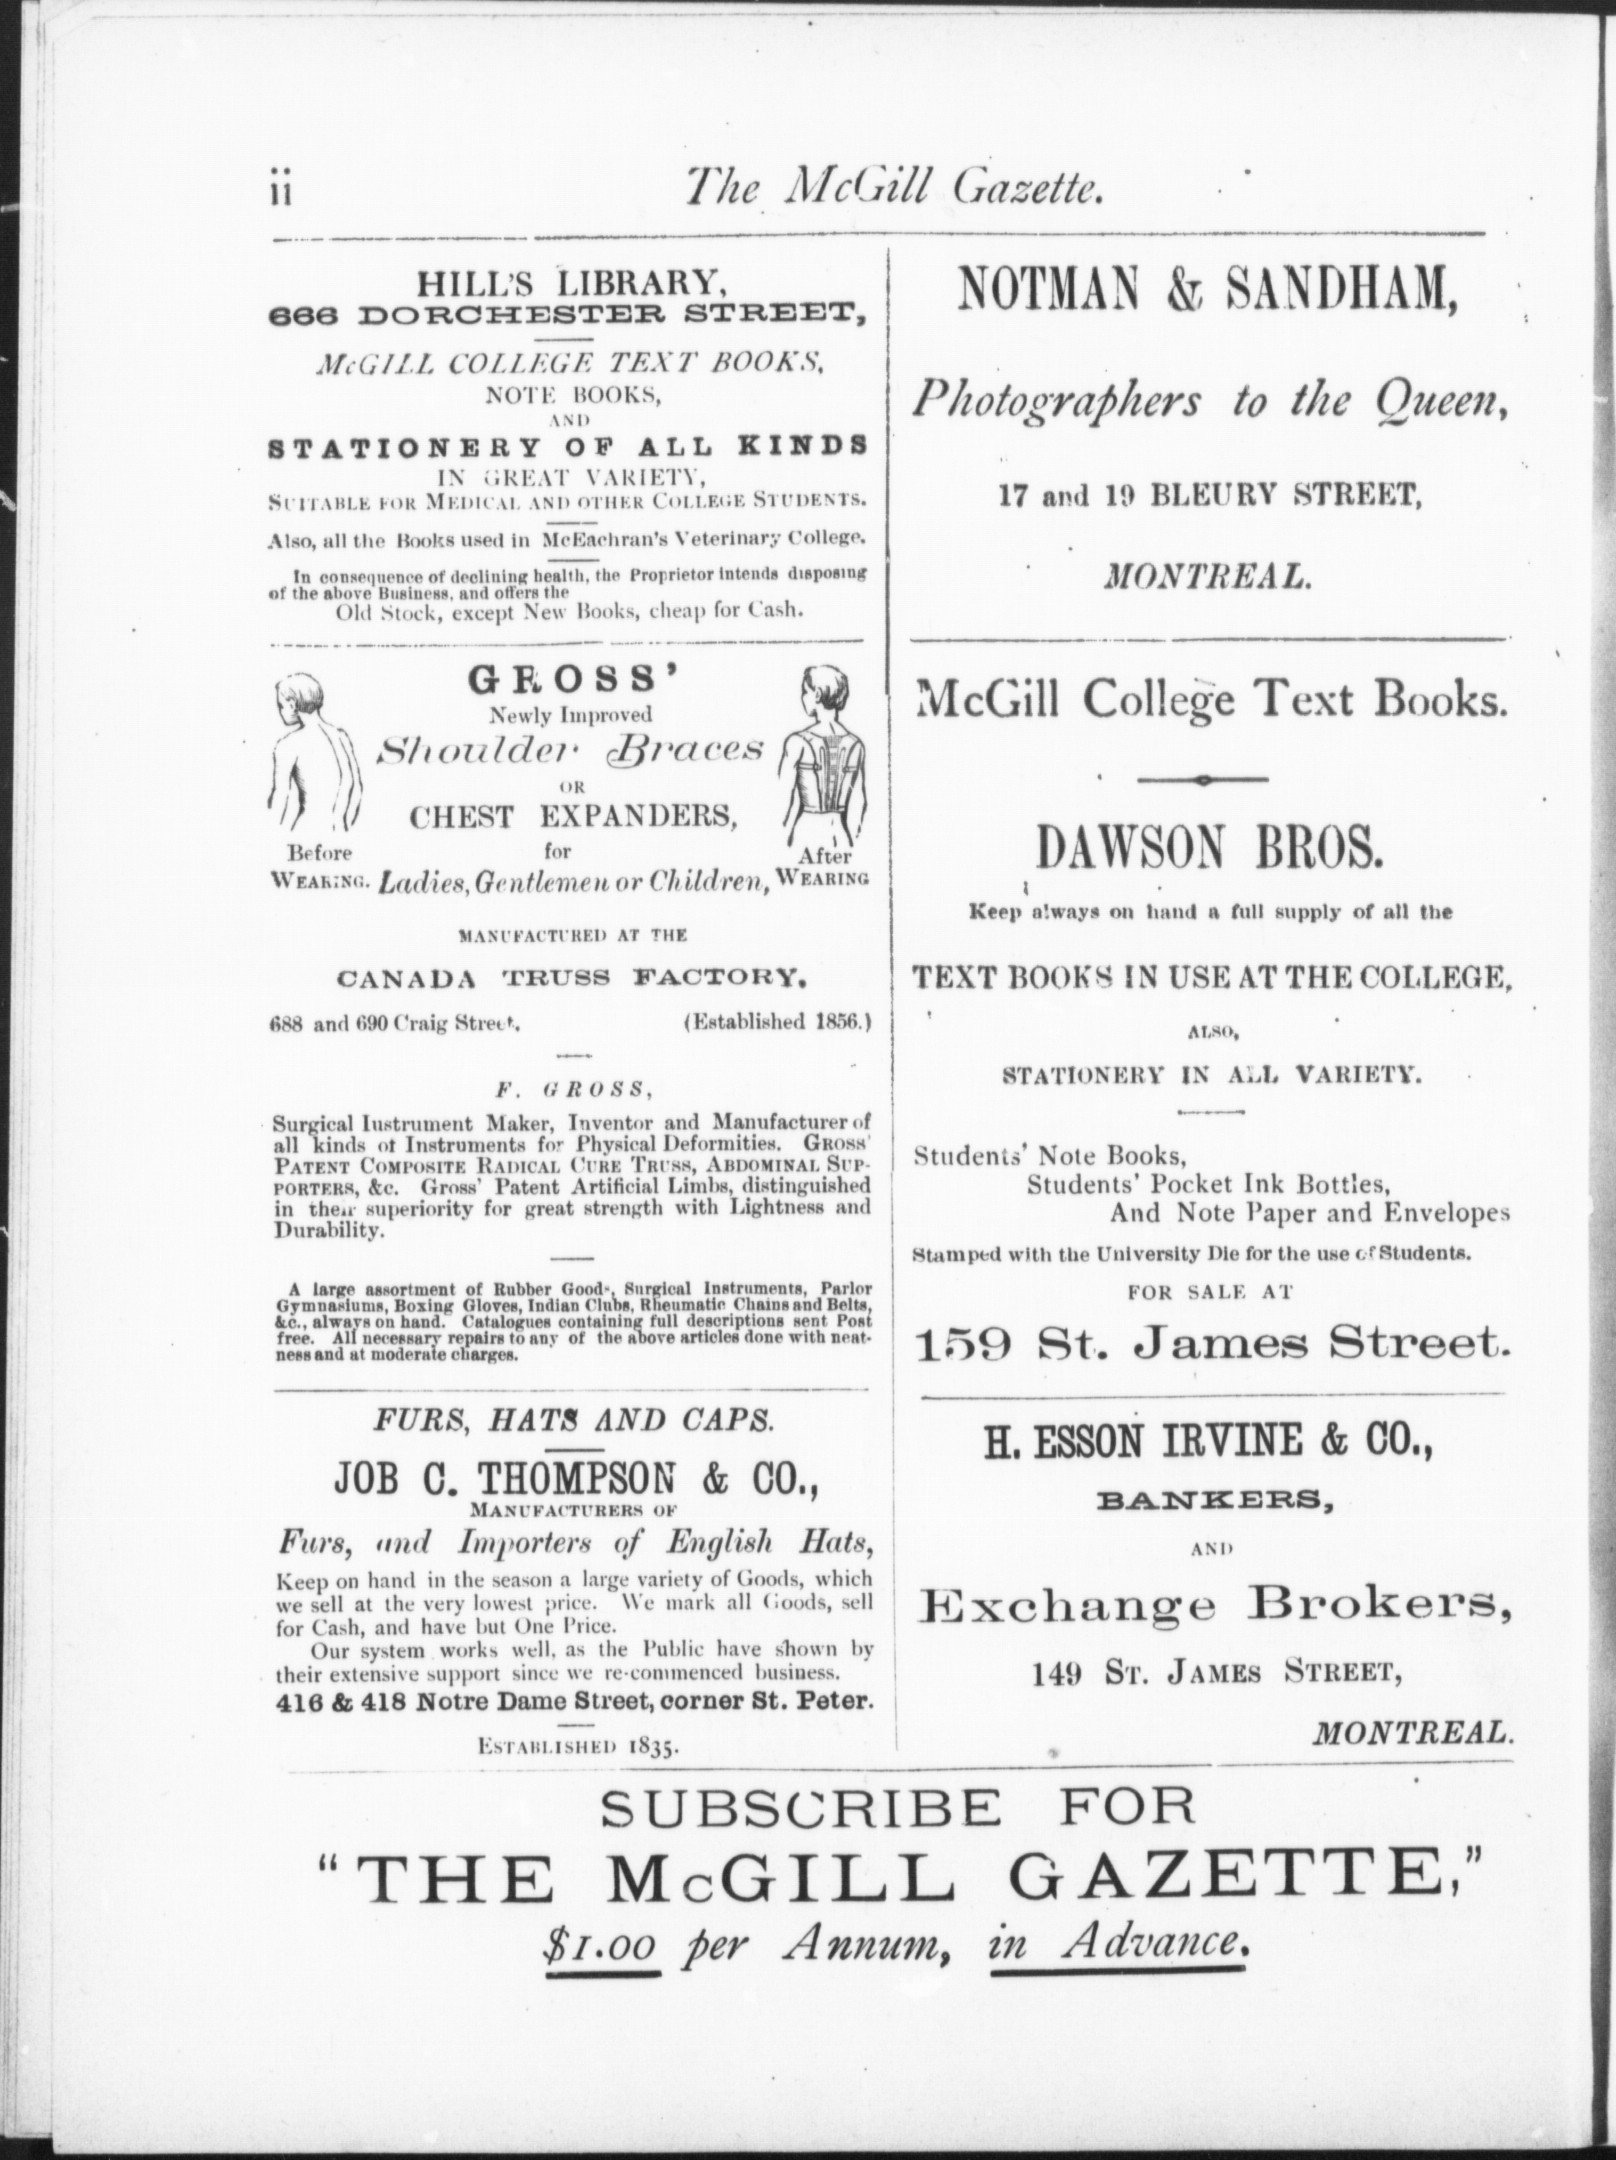 ii
The McGill Gazette.
HILL'S LIBRARY,
666 DORCHESTER STREET,
McGILL COLLEGE TEXT BOOKS,
NOTE BOOKS,
AND
STATIONERY OF ALL KINDS
IN GREAT VARIETY,
SUITABLE FOR MEDICAL AND OTHER COLLEGE STUDENTS.
Also, all the Books used in McEachran's Veterinary College.
In consequence of declining health, the Proprietor intends disposing
of the above Business, and offers the
Old Stock, except New Books, cheap for Cash.
GROSS'
Newly Improved
Shoulder Braces
OR
CHEST EXPANDERS,
Before
for
After
WEARING. Ladies, Gentlemen or Children, WEARING
MANUFACTURED AT THE
CANADA TRUSS FACTORY,
688 and 690 Craig Street. (Established 1856.)
F. GROSS,
Surgical Iustrument Maker, Inventor and Manufacturer of
all kinds of Instruments for Physical Deformities. GROSS'
PATENT COMPOSITE RADICAL CURE TRUSS, ABDOMINAL SUP-
PORTERS, &c. Gross' Patent Artificial Limbs, distinguished
in their superiority for great strength with Lightness and
Durability.
A large assortment of Rubber Goods, Surgical Instruments, Parlor
Gymnasiums, Boxing Gloves, Indian Clubs, Rheumatic Chains and Belts,
&c., always on hand. Catalogues containing full descriptions sent Post
free. All necessary repairs to any of the above articles done with neat-
ness and at moderate charges.
FURS, HATS AND CAPS.
JOB C. THOMPSON & CO.,
MANUFACTURERS OF
Furs, and Importers of English Hats,
Keep on hand in the season a large variety of Goods, which
we sell at the very lowest price. We mark all Goods, sell
for Cash, and have but One Price.
Our system works well, as the Public have shown by
their extensive support since we re-commenced business.
416 & 418 Notre Dame Street, corner St. Peter.
ESTABLISHED 1835.
NOTMAN & SANDHAM,
Photographers to the Queen,
17 and 19 BLEURY STREET,
MONTREAL.
McGill College Text Books.
DAWSON BROS.
Keep always on hand a full supply of all the
TEXT BOOKS IN USE AT THE COLLEGE,
ALSO,
STATIONERY IN ALL VARIETY.
Students' Note Books,
Students' Pocket Ink Bottles,
And Note Paper and Envelopes
Stamped with the University Die for the use of Students.
FOR SALE AT
159 St. James Street.
H. ESSON IRVINE & CO.,
BANKERS,
AND
Exchange Brokers,
149 ST. JAMES STREET,
MONTREAL.
SUBSCRIBE FOR
"THE McGILL GAZETTE,"
$1.00 per Annum, in Advance.